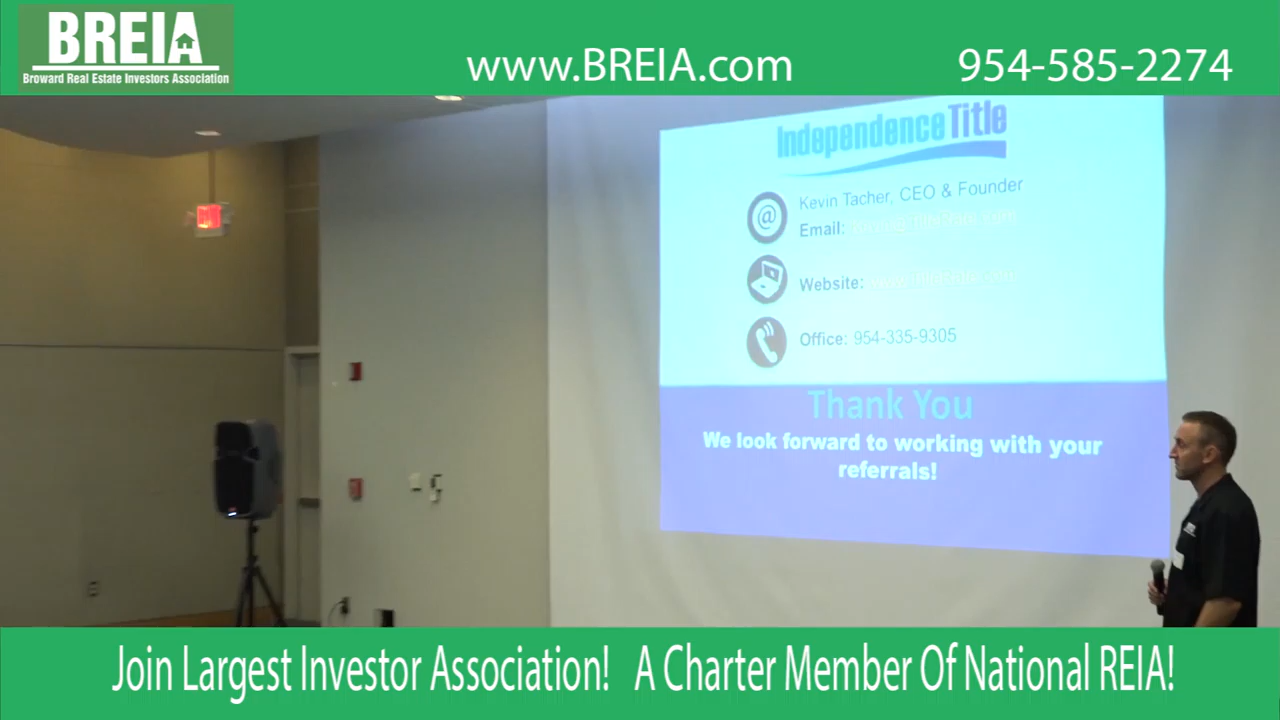 BREIA
Broward Real Estate Investors Association
www.BREIA.com
954-585-2274
Independence Title
Kevin Tacher, CEO & Founder
@
Email:
Website:
Office: 954-335-9305
Thank You
We look forward to working with your
referrals!
Join Largest Investor Association! A Charter Member Of National REIA!